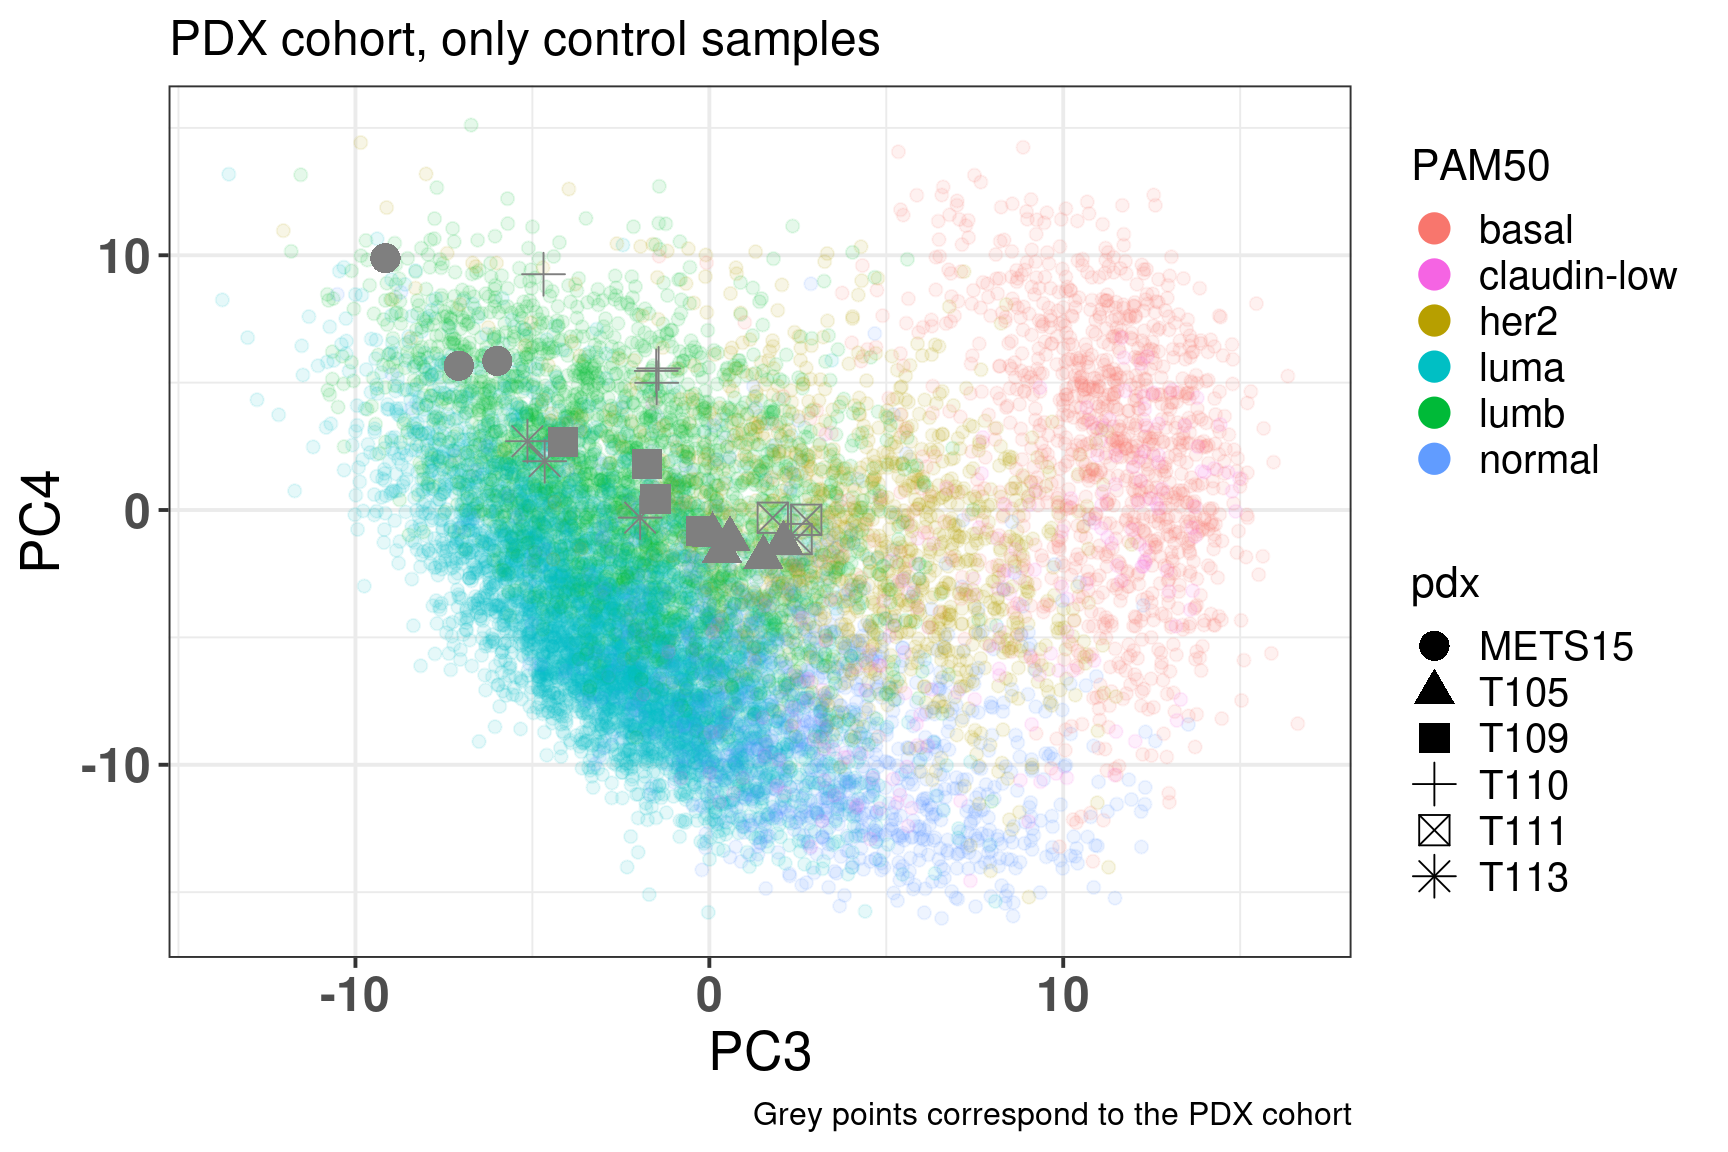 PDX cohort, only control samples
PC4
10
0
-10
-10
0
10
PC3
Grey points correspond to the PDX cohort
PAM50
basal
claudin-low
her2
luma
lumb
normal
pdx
METS15
T105
T109
T110
T111
T113